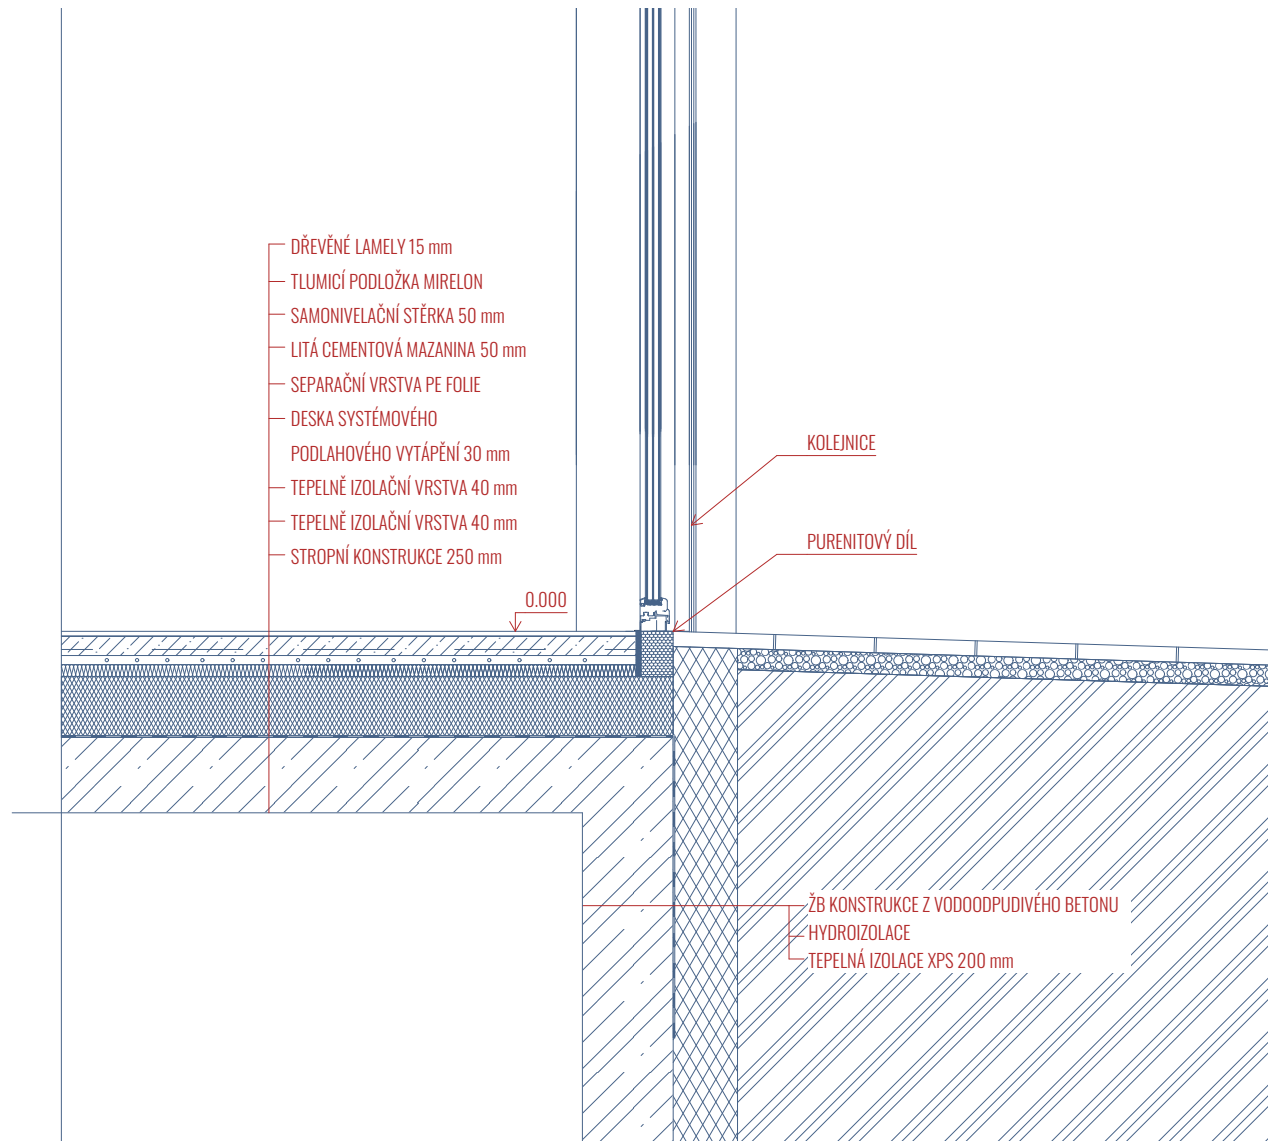 DŘEVĚNÉ LAMELY 15 mm
TLUMICÍ PODLOŽKA MIRELON
SAMONIVELAČNÍ STĚRKA 50 mm
LITÁ CEMENTOVÁ MAZANINA 50 mm
SEPARAČNÍ VRSTVA PE FOLIE
DESKA SYSTÉMOVÉHO
PODLAHOVÉHO VYTÁPĚNÍ 30 mm
TEPELNĚ IZOLAČNÍ VRSTVA 40 mm
TEPELNĚ IZOLAČNÍ VRSTVA 40 mm
STROPNÍ KONSTRUKCE 250 mm
0.000
KOLEJNICE
PURENITOVÝ DÍL
ŽB KONSTRUKCE Z VODOODPUDIVÉHO BETONU
HYDROIZOLACE
TEPELNÁ IZOLACE XPS 200 mm